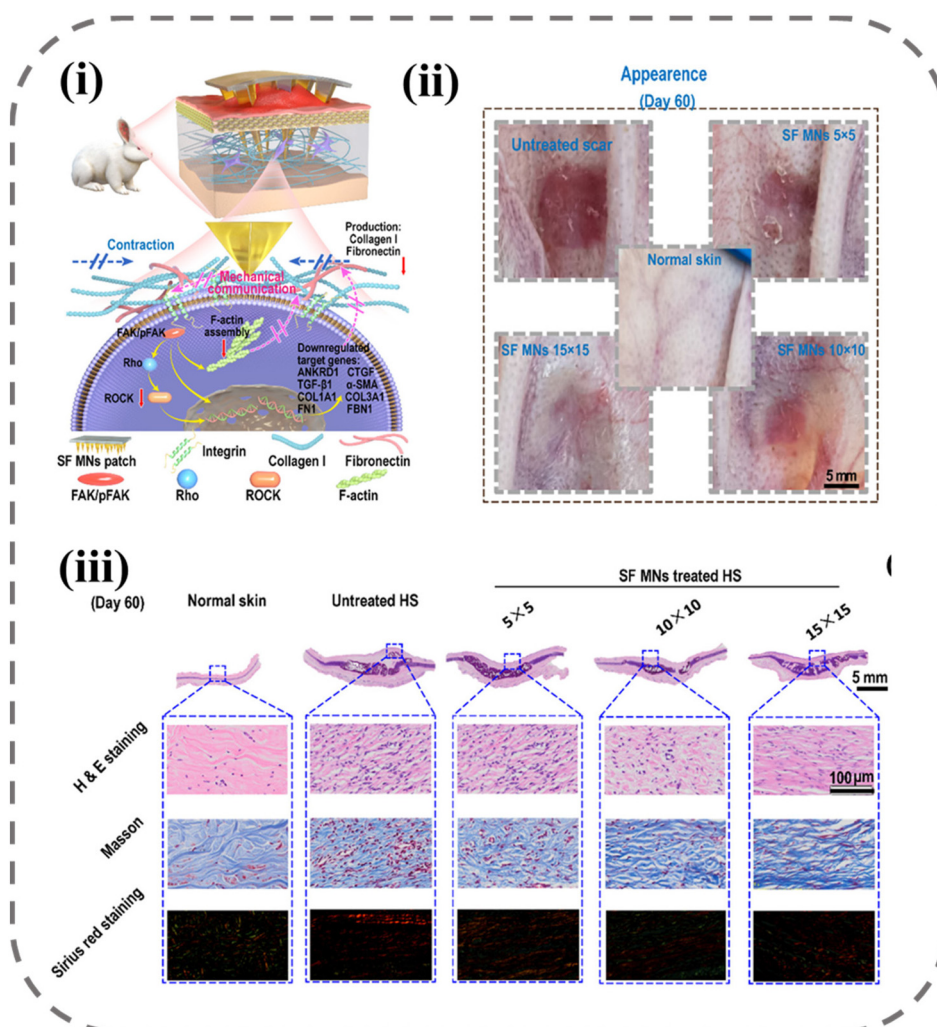 (i)
Production:
Collagen I
Fibronectin
Contraction
Mechanical
communication
FAK/pFAK
F-actin
assembly
Rho
ROCK
Downregulated
target genes:
ANKRD1 CTGF
TGF-β1 α-SMA
COL1A1 COL3A1
FN1 FBN1
SF MNs patch
Integrin
Collagen I
Fibronectin
FAK/pFAK
Rho
ROCK
F-actin
(ii)
Appearence
(Day 60)
Untreated scar
SF MNs 5×5
Normal skin
SF MNs 15×15
SF MNs 10×10
5 mm
(iii)
(Day 60)
Normal skin
Untreated HS
SF MNs treated HS
5×5
10×10
15×15
5 mm
H & E staining
100 μm
Masson
Sirius red staining